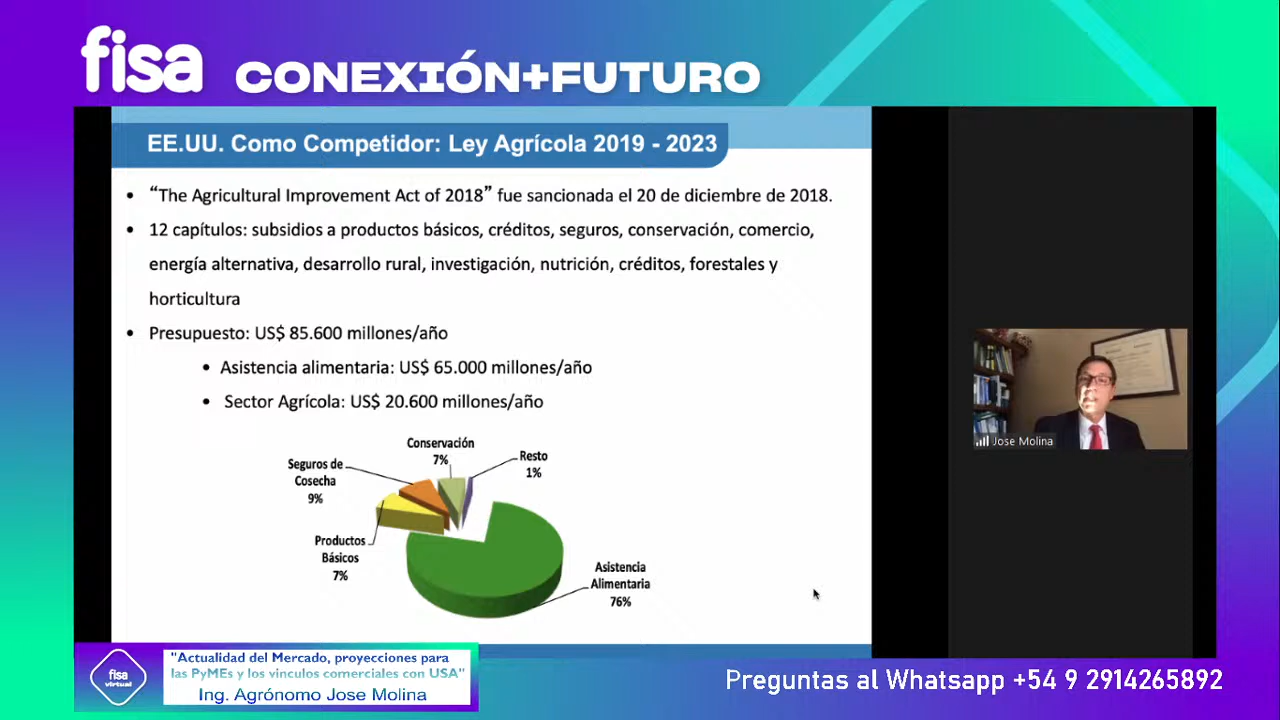 fisa CONEXIÓN+FUTURO
EE.UU. Como Competidor: Ley Agrícola 2019 - 2023
• “The Agricultural Improvement Act of 2018” fue sancionada el 20 de diciembre de 2018.
• 12 capítulos: subsidios a productos básicos, créditos, seguros, conservación, comercio,
energía alternativa, desarrollo rural, investigación, nutrición, créditos, forestales y
horticultura
• Presupuesto: US$ 85.600 millones/año
• Asistencia alimentaria: US$ 65.000 millones/año
• Sector Agrícola: US$ 20.600 millones/año
Conservación
7%
Resto
1%
Seguros de
Cosecha
9%
Productos
Básicos
7%
Asistencia
Alimentaria
76%
Jose Molina
fisa
virtual
"Actualidad del Mercado, proyecciones para
las PyMEs y los vinculos comerciales con USA"
Ing. Agrónomo Jose Molina
Preguntas al Whatsapp +54 9 2914265892